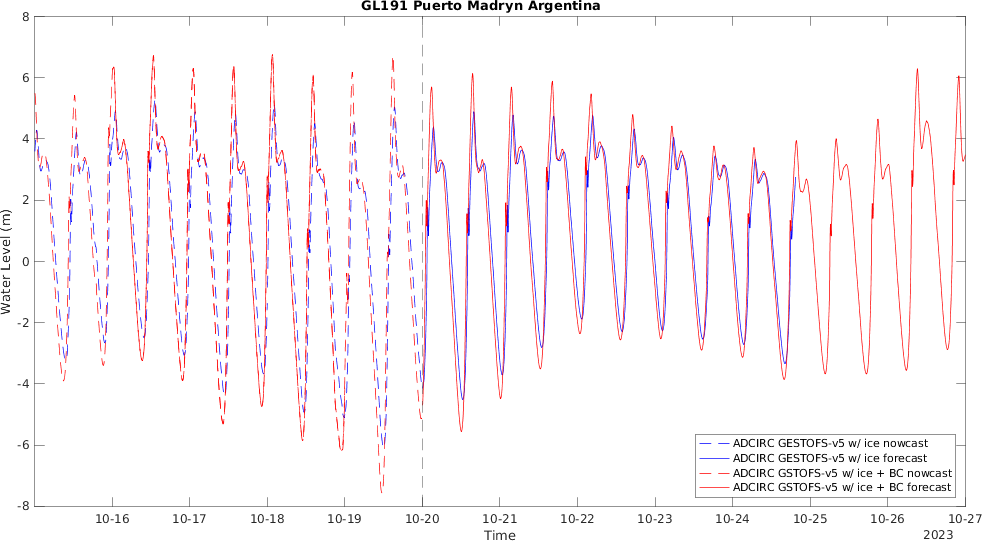 GL191 Puerto Madryn Argentina
8
6
4
2
0
-2
-4
-6
-8
Water Level (m)
ADCIRC GESTOFS-v5 w/ ice nowcast
ADCIRC GESTOFS-v5 w/ ice forecast
ADCIRC GSTOFS-v5 w/ ice + BC nowcast
ADCIRC GSTOFS-v5 w/ ice + BC forecast
10-16 10-17 10-18 10-19 10-20 10-21 10-22 10-23 10-24 10-25 10-26 10-27
Time
2023